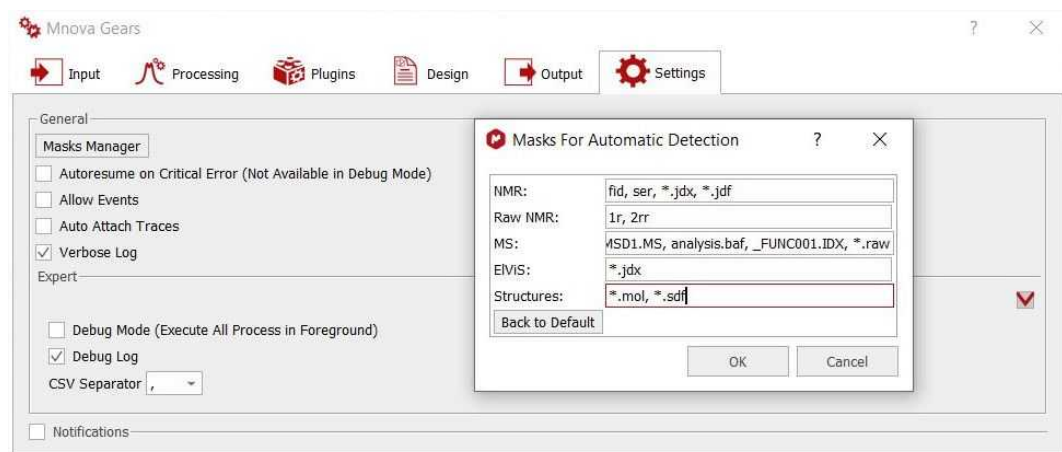 Mnova Gears ? ×
Input Processing Plugins Design Output Settings
General
Masks Manager
Autoresume on Critical Error (Not Available in Debug Mode)
Allow Events
Auto Attach Traces
Verbose Log
Expert
Debug Mode (Execute All Process in Foreground)
Debug Log
CSV Separator ,
Notifications
Masks For Automatic Detection ? ×
NMR: fid, ser, *.jdx, *.jdf
Raw NMR: 1r, 2rr
MS: MSD1.MS, analysis.baf, _FUNC001.IDX, *.raw
ElViS: *.jdx
Structures: *.mol, *.sdf
Back to Default
OK Cancel